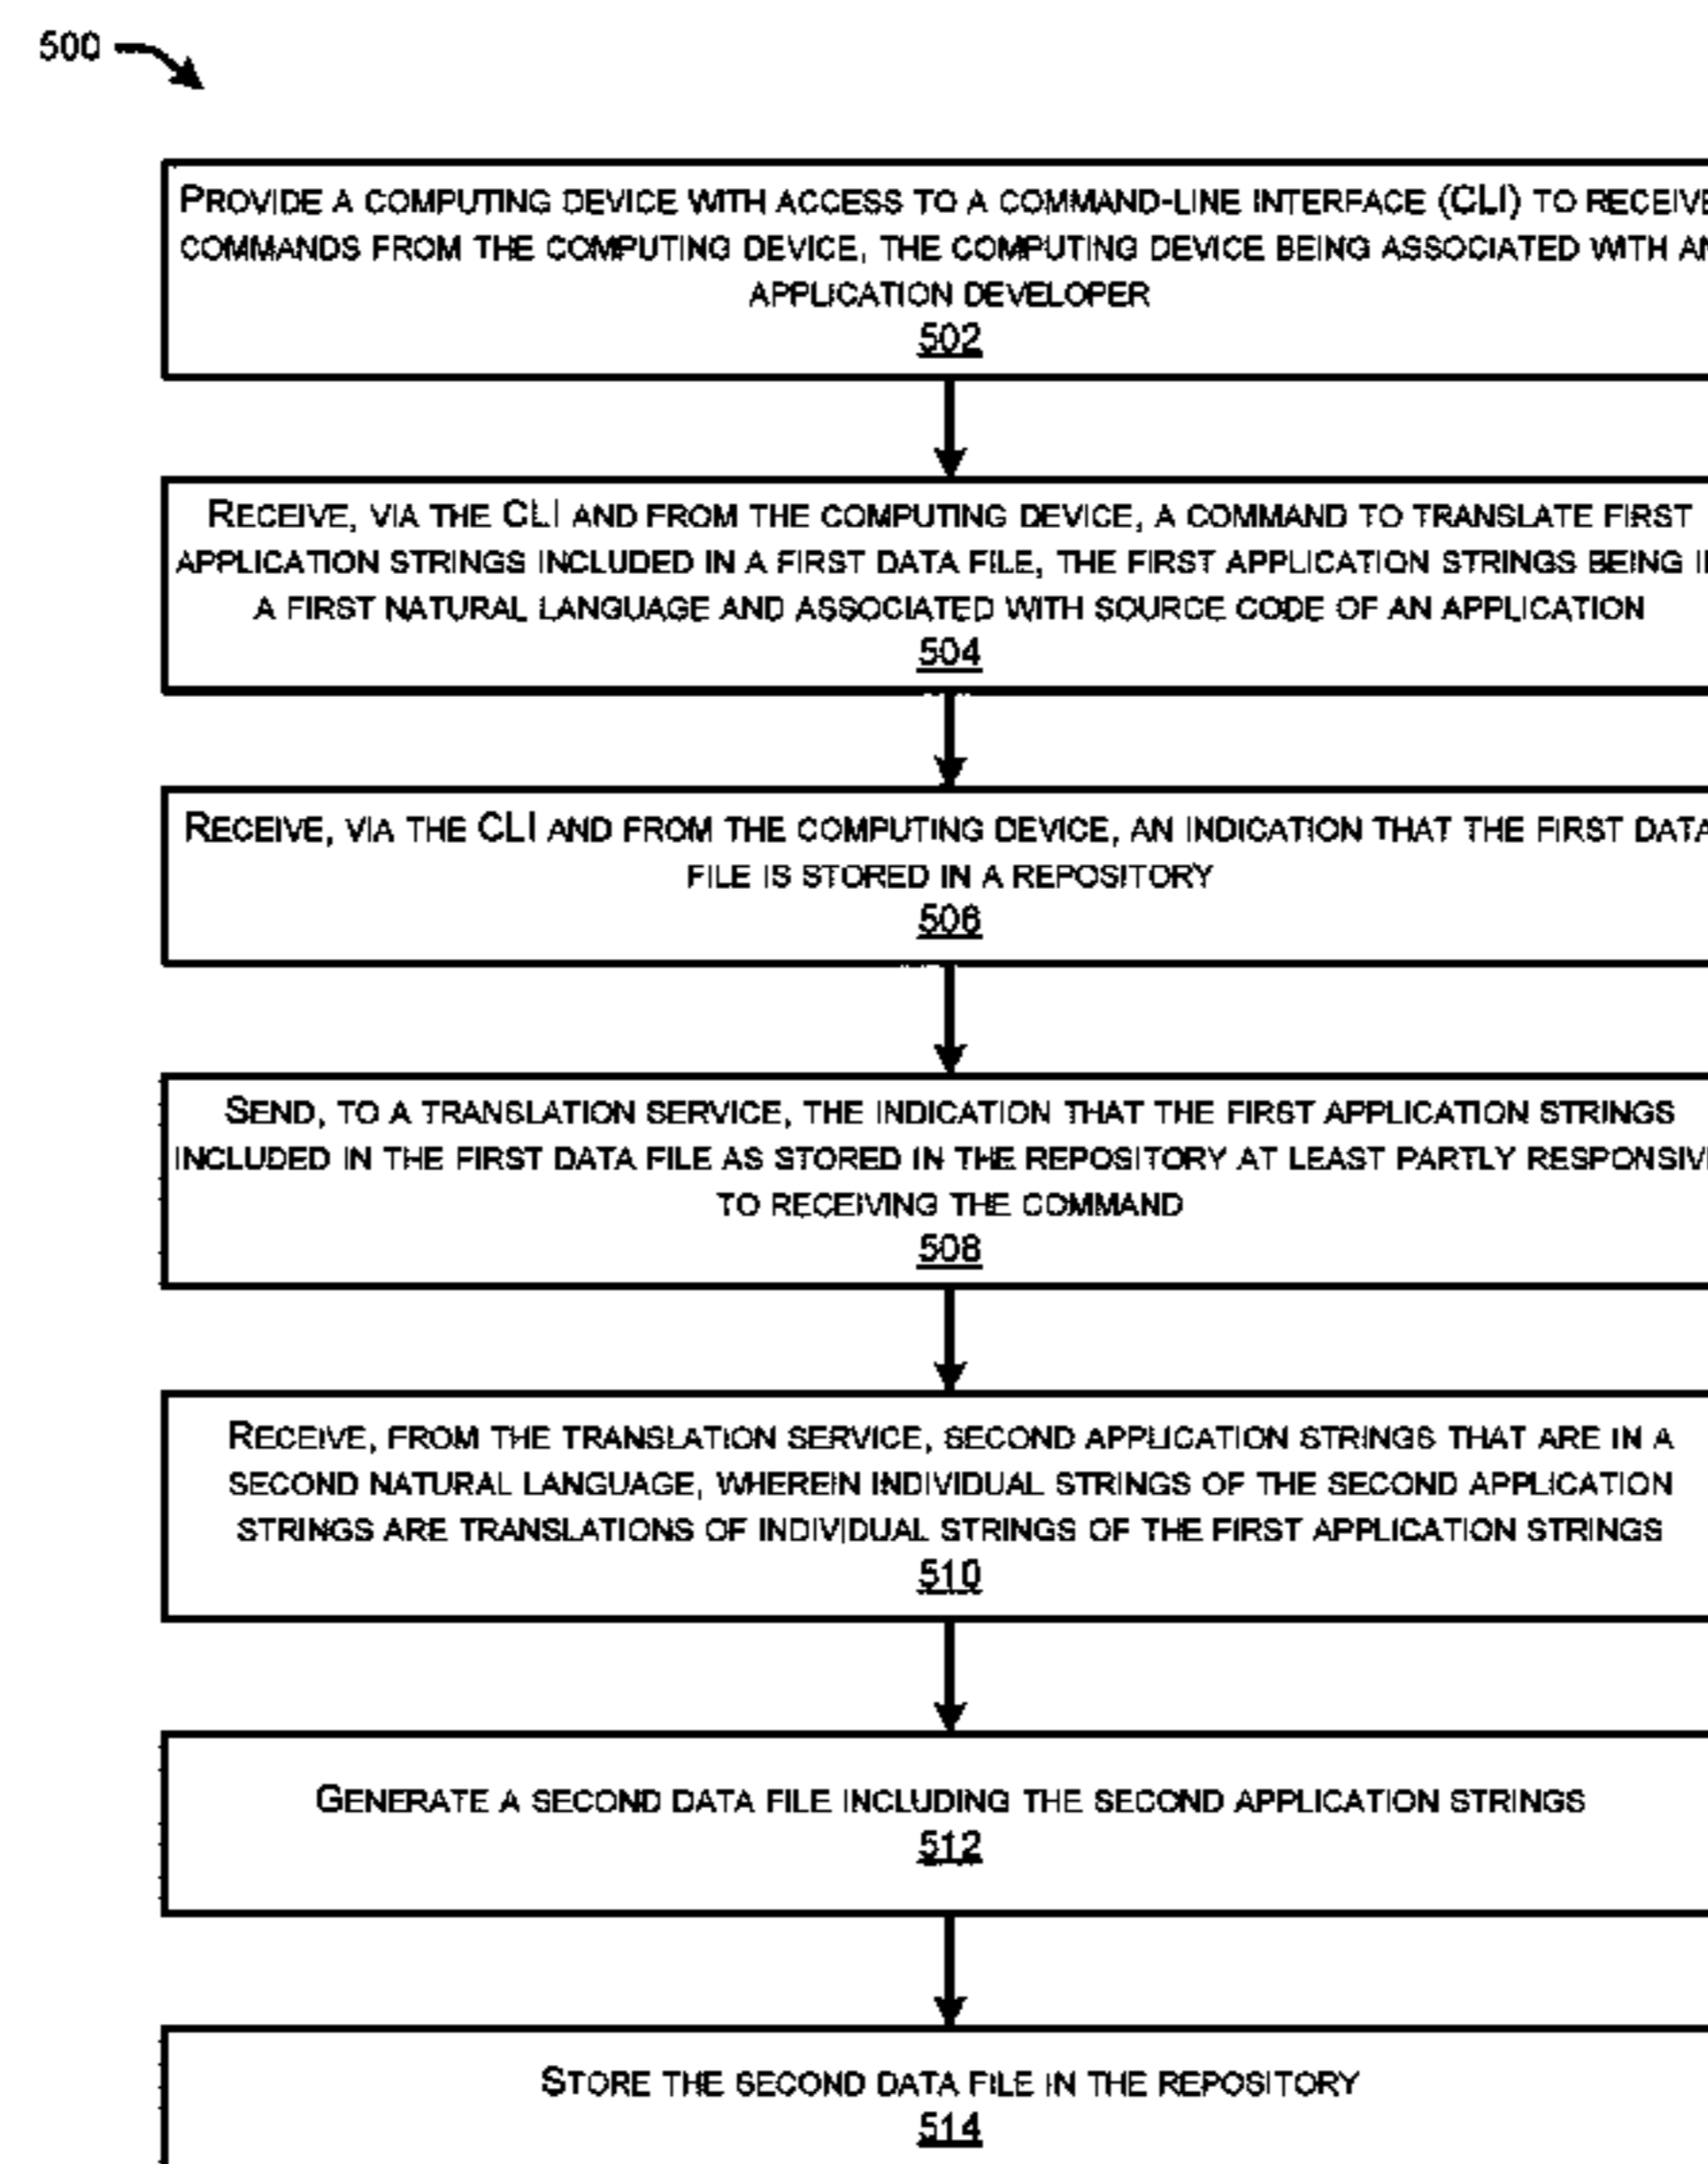 500
PROVIDE A COMPUTING DEVICE WITH ACCESS TO A COMMAND-LINE INTERFACE (CLI) TO RECEIVE
COMMANDS FROM THE COMPUTING DEVICE, THE COMPUTING DEVICE BEING ASSOCIATED WITH AN
APPLICATION DEVELOPER
502
RECEIVE, VIA THE CLI AND FROM THE COMPUTING DEVICE, A COMMAND TO TRANSLATE FIRST
APPLICATION STRINGS INCLUDED IN A FIRST DATA FILE, THE FIRST APPLICATION STRINGS BEING
A FIRST NATURAL LANGUAGE AND ASSOCIATED WITH SOURCE CODE OF AN APPLICATION
504
RECEIVE, VIA THE CLI AND FROM THE COMPUTING DEVICE, AN INDICATION THAT THE FIRST DATA
FILE IS STORED IN A REPOSITORY
506
SEND, TO A TRANSLATION SERVICE, THE INDICATION THAT THE FIRST APPLICATION STRINGS
INCLUDED IN THE FIRST DATA FILE AS STORED IN THE REPOSITORY AT LEAST PARTLY RESPONSIV
TO RECEIVING THE COMMAND
508
RECEIVE, FROM THE TRANSLATION SERVICE, SECOND APPLICATION STRINGS THAT ARE IN A
SECOND NATURAL LANGUAGE, WHEREIN INDIVIDUAL STRINGS OF THE SECOND APPLICATION
STRINGS ARE TRANSLATIONS OF INDIVIDUAL STRINGS OF THE FIRST APPLICATION STRINGS
510
GENERATE A SECOND DATA FILE INCLUDING THE SECOND APPLICATION STRINGS
512
STORE THE SECOND DATA FILE IN THE REPOSITORY
514